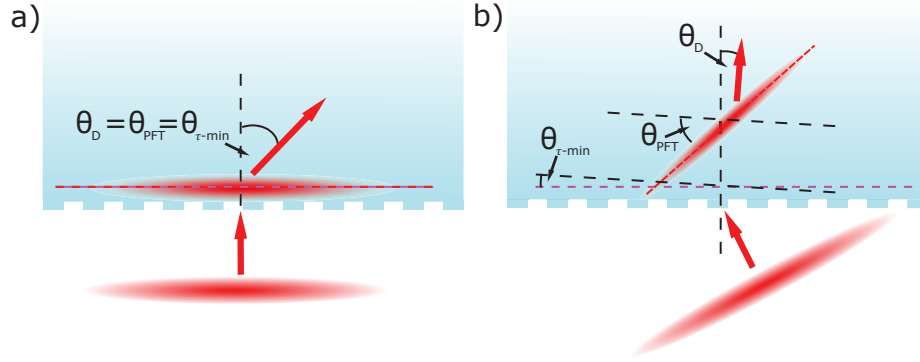 a)
θD = θPFT = θτ-min
b)
θD
θPFT
θτ-min